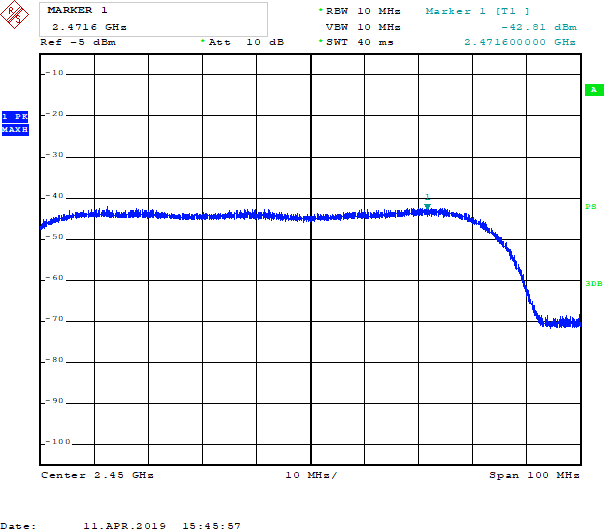 R S
MARKER 1
2.4716 GHz
*RBW 10 MHz Marker 1 [T1 ]
VBW 10 MHz -42.81 dBm
Ref -5 dBm *Att 10 dB *SWT 40 ms 2.471600000 GHz
-10
A
-20
1 PK
MAXH
-30
-40
1
PS
-50
-60
3DB
-70
-80
-90
-100
Center 2.45 GHz 10 MHz/ Span 100 MHz
Date: 11.APR.2019 15:45:57